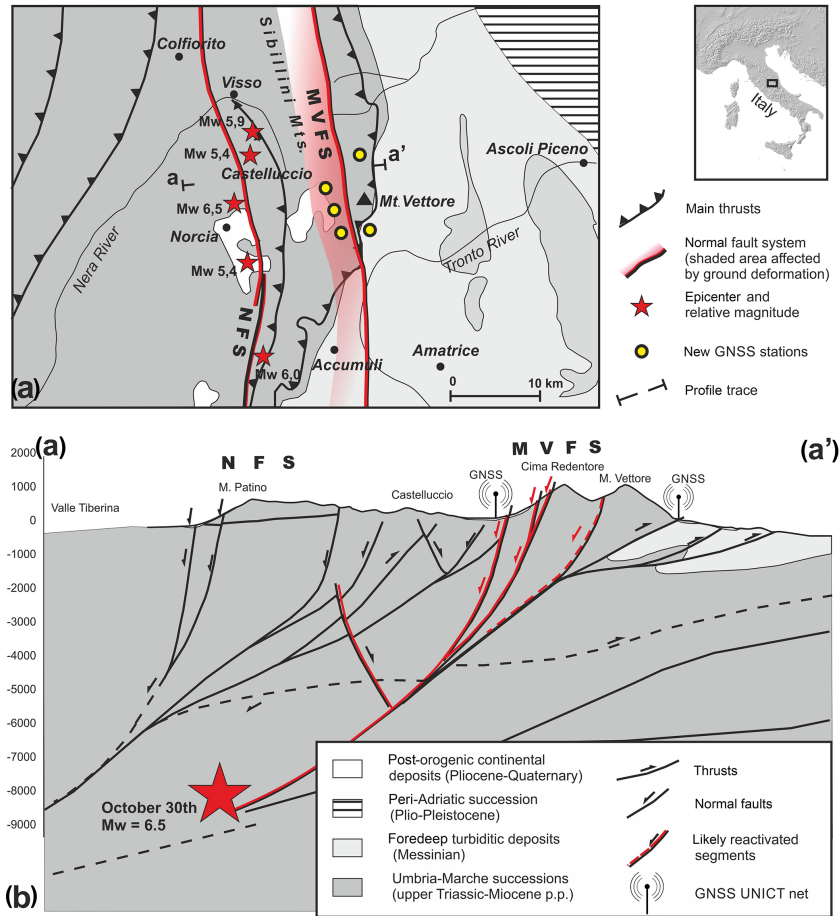 Colfiorito
Visso
Sibillini Mts.
MVFS
Mw 5,9
Mw 5,4
Castelluccio
a
a'
Ascoli Piceno
Mw 6,5
Mt. Vettore
Norcia
Nera River
Tronto River
Mw 5,4
NFS
Accumuli
Amatrice
Mw 6,0
(a)
0 10 km
Italy
Main thrusts
Normal fault system
(shaded area affected
by ground deformation)
Epicenter and
relative magnitude
New GNSS stations
Profile trace
(a)
(a')
2000
1000
0
-1000
-2000
-3000
-4000
-5000
-6000
-7000
-8000
-9000
N F S
M V F S
M. Patino
GNSS
Cima Redentore
M. Vettore
GNSS
Valle Tiberina
Castelluccio
October 30th
Mw = 6.5
(b)
Post-orogenic continental
deposits (Pliocene-Quaternary)
Peri-Adriatic succession
(Plio-Pleistocene)
Foredeep turbiditic deposits
(Messinian)
Umbria-Marche successions
(upper Triassic-Miocene p.p.)
Thrusts
Normal faults
Likely reactivated
segments
GNSS UNICT net